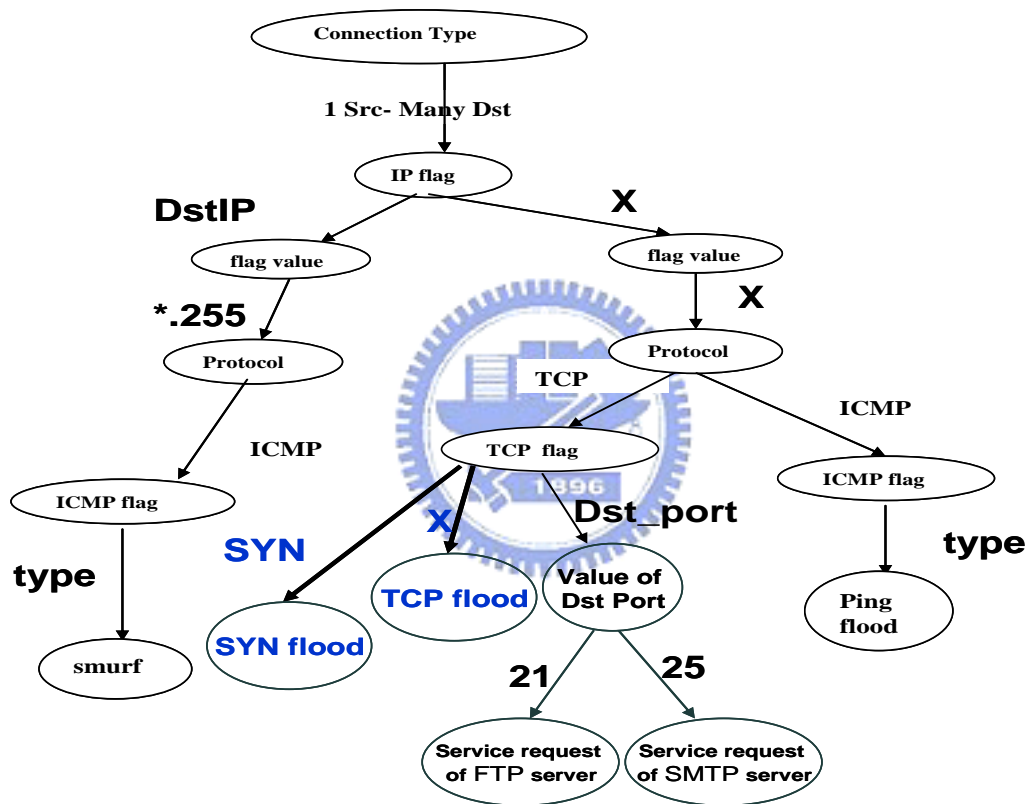 Connection Type
1 Src- Many Dst
IP flag
DstIP
X
flag value
flag value
*.255
X
Protocol
Protocol
TCP
ICMP
ICMP
TCP flag
ICMP flag
ICMP flag
1896
SYN
X
Dst_port
type
type
SYN flood
TCP flood
Value of
Dst Port
Ping
flood
smurf
21
25
Service request
of FTP server
Service request
of SMTP server